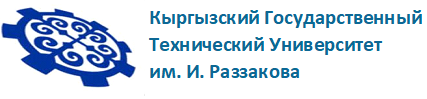 Кыргызский Государственный
Технический Университет
им. И. Раззакова